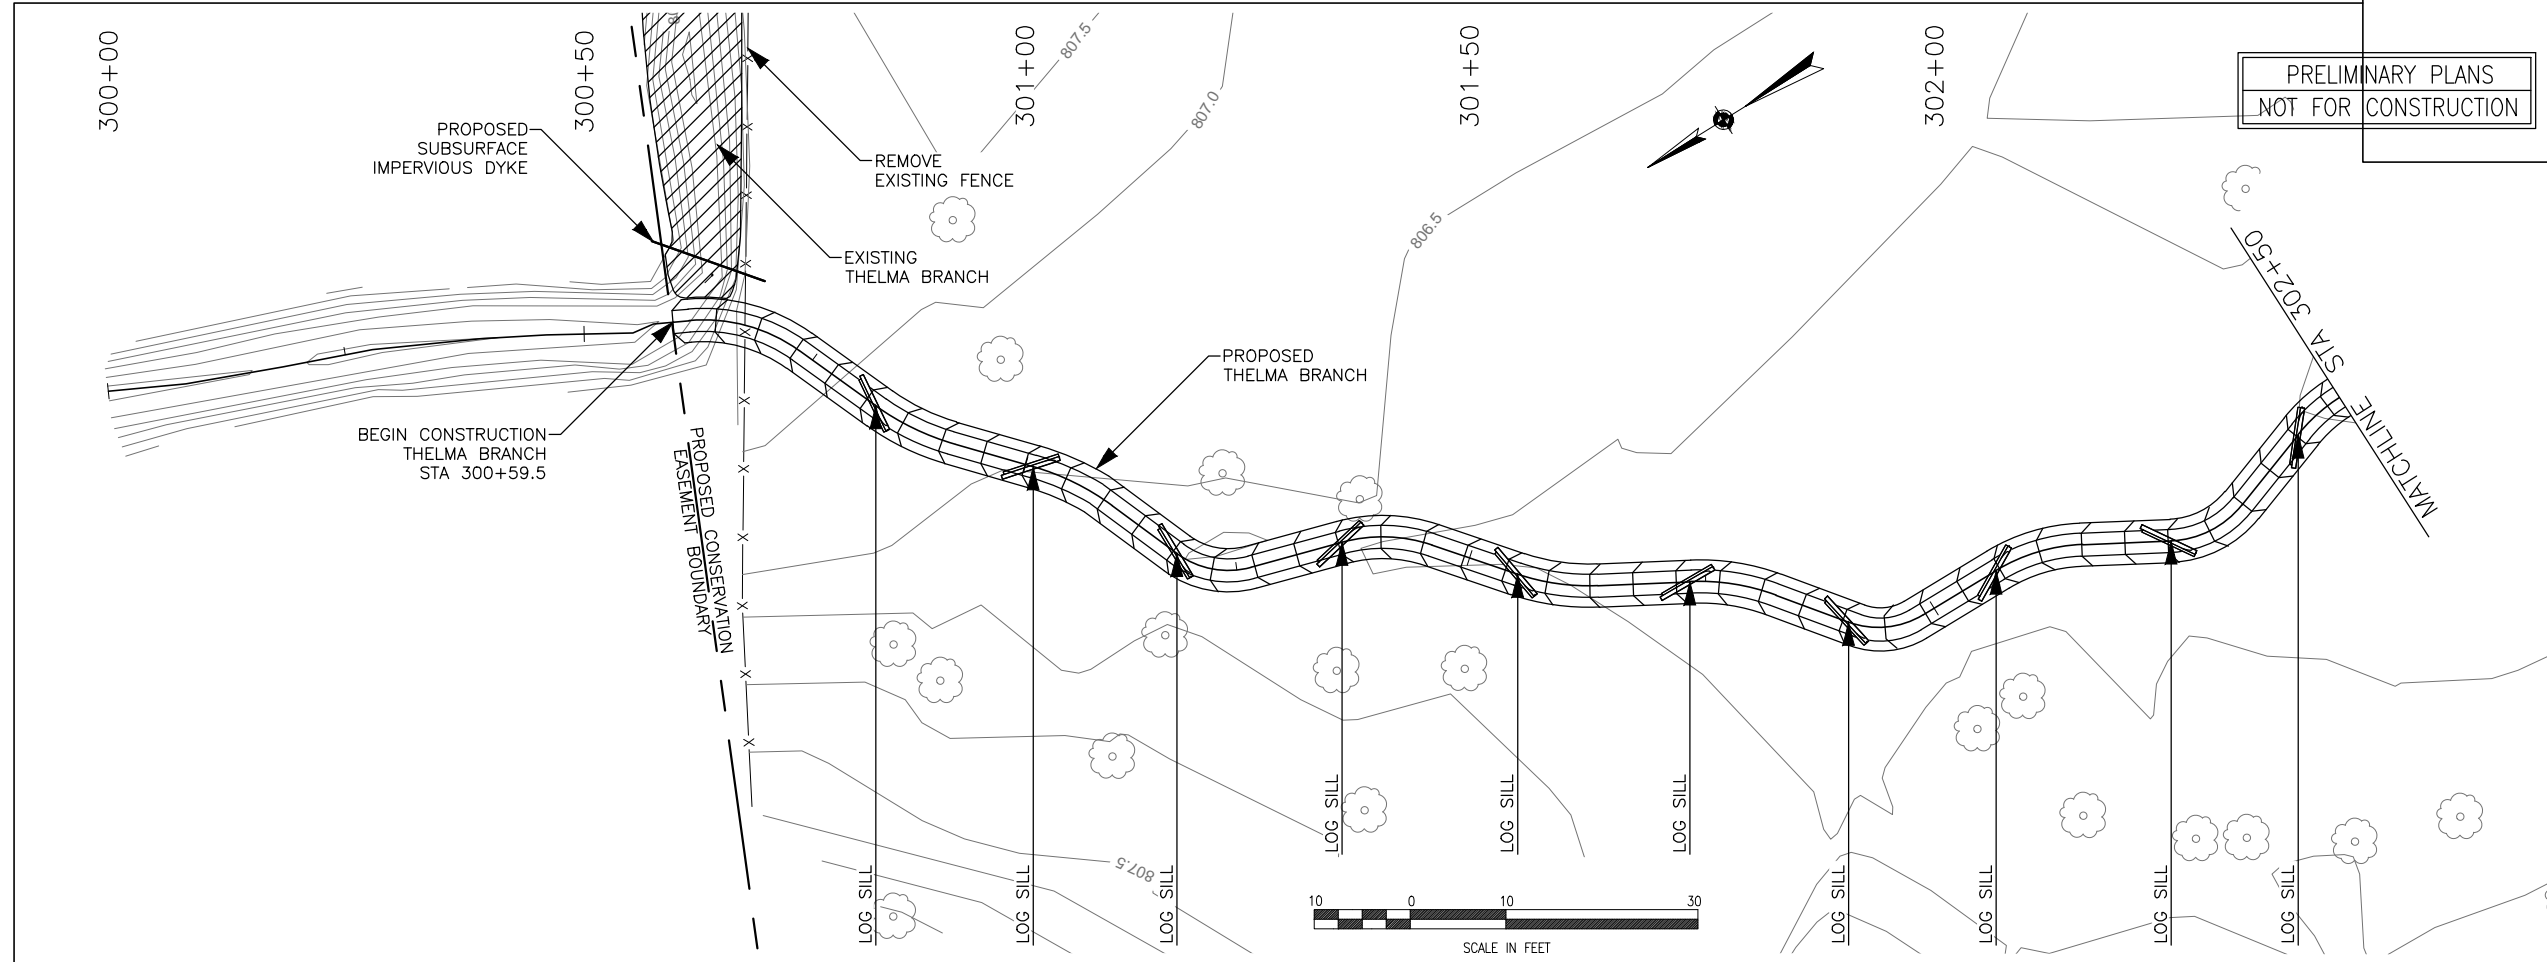 300+00
300+50
301+00
301+50
302+00
PRELIMINARY PLANS
NOT FOR CONSTRUCTION
807.5
807.0
806.5
PROPOSED
SUBSURFACE
IMPERVIOUS DYKE
REMOVE
EXISTING FENCE
EXISTING
THELMA BRANCH
PROPOSED
THELMA BRANCH
BEGIN CONSTRUCTION
THELMA BRANCH
STA 300+59.5
PROPOSED CONSERVATION
EASEMENT BOUNDARY
MATCHLINE STA 302+50
LOG SILL
LOG SILL
LOG SILL
LOG SILL
LOG SILL
LOG SILL
LOG SILL
LOG SILL
LOG SILL
LOG SILL
807.5
10 0 10 30
SCALE IN FEET